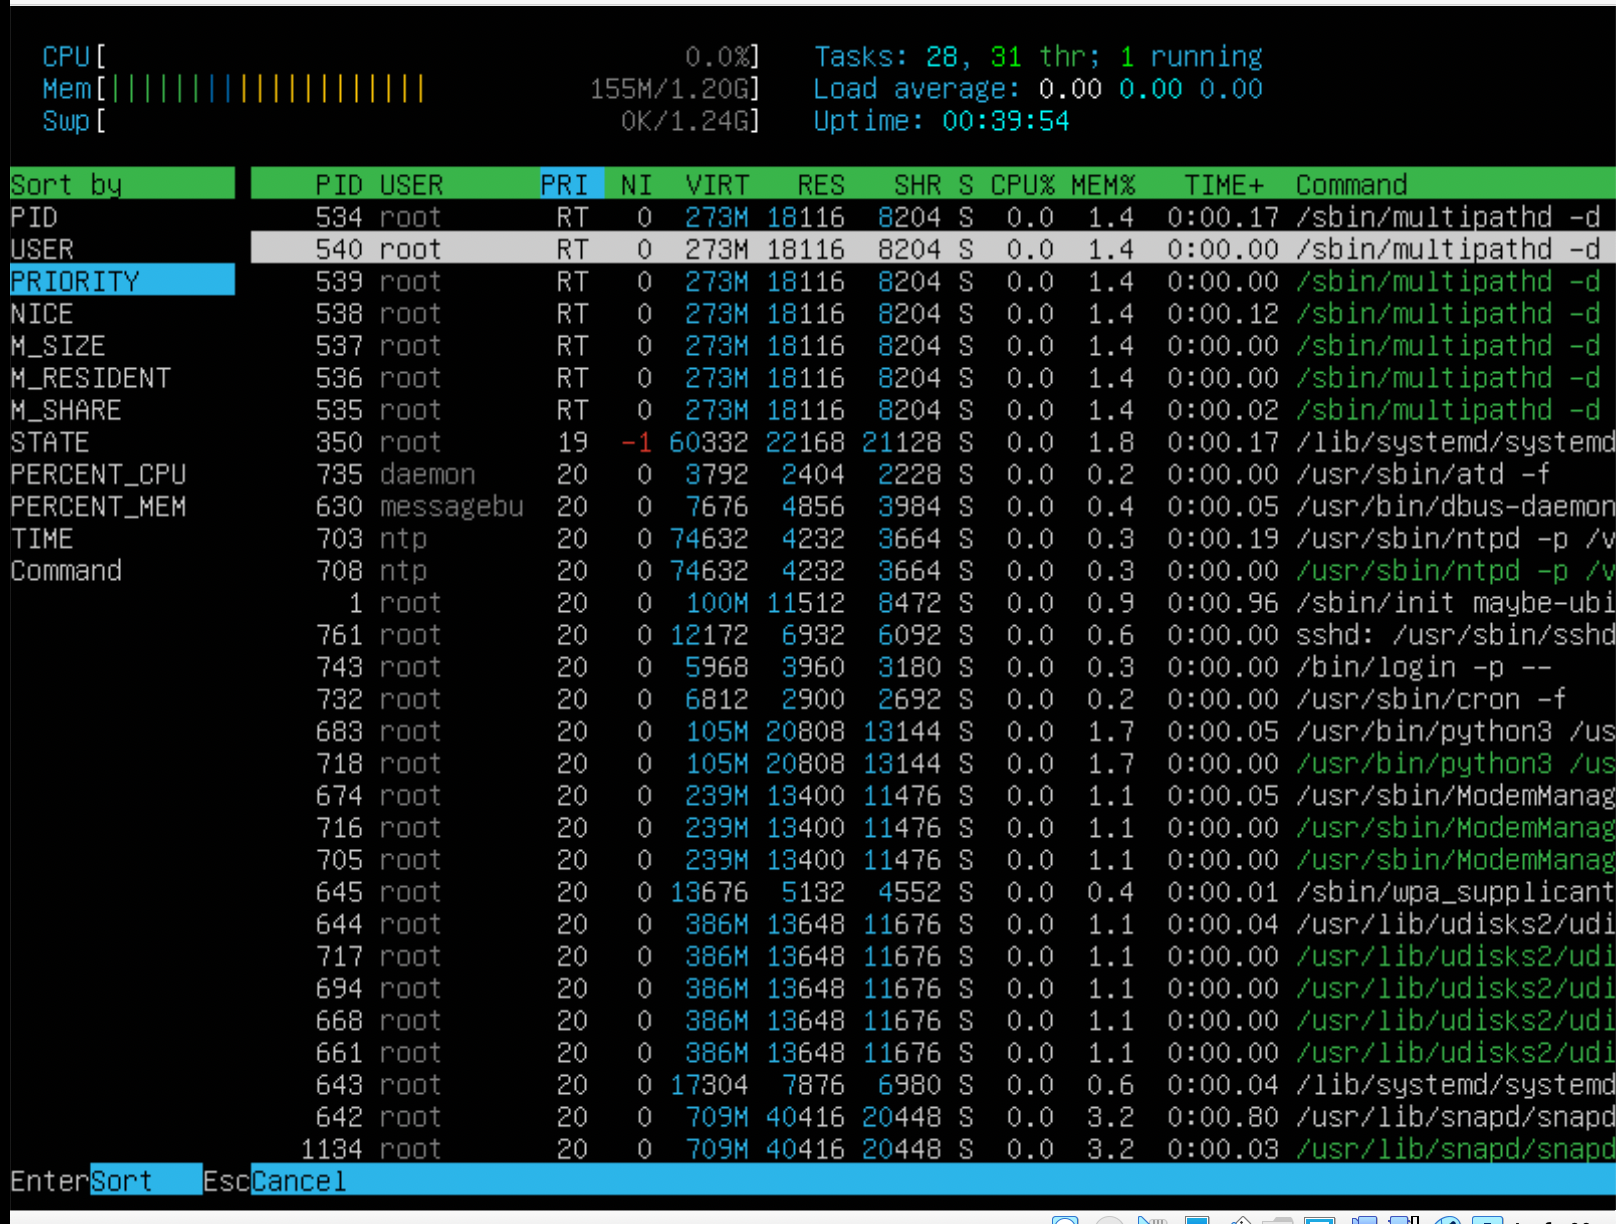 CPU[ 0.0%] Tasks: 28, 31 thr; 1 running
Mem[||||||||||||||||||||155M/1.20G] Load average: 0.00 0.00 0.00
Swp[ 0K/1.24G] Uptime: 00:39:54
Sort by PID USER PRI NI VIRT RES SHR S CPU% MEM% TIME+ Command
PID 534 root RT 0 273M 18116 8204 S 0.0 1.4 0:00.17 /sbin/multipathd -d
USER 540 root RT 0 273M 18116 8204 S 0.0 1.4 0:00.00 /sbin/multipathd -d
PRIORITY 539 root RT 0 273M 18116 8204 S 0.0 1.4 0:00.00 /sbin/multipathd -d
NICE 538 root RT 0 273M 18116 8204 S 0.0 1.4 0:00.12 /sbin/multipathd -d
M_SIZE 537 root RT 0 273M 18116 8204 S 0.0 1.4 0:00.00 /sbin/multipathd -d
M_RESIDENT 536 root RT 0 273M 18116 8204 S 0.0 1.4 0:00.00 /sbin/multipathd -d
M_SHARE 535 root RT 0 273M 18116 8204 S 0.0 1.4 0:00.02 /sbin/multipathd -d
STATE 350 root 19 -1 60332 22168 21128 S 0.0 1.8 0:00.17 /lib/systemd/systemd
PERCENT_CPU 735 daemon 20 0 3792 2404 2228 S 0.0 0.2 0:00.00 /usr/sbin/atd -f
PERCENT_MEM 630 messagebu 20 0 7676 4856 3984 S 0.0 0.4 0:00.05 /usr/bin/dbus-daemon
TIME 703 ntp 20 0 74632 4232 3664 S 0.0 0.3 0:00.19 /usr/sbin/ntpd -p /v
Command 708 ntp 20 0 74632 4232 3664 S 0.0 0.3 0:00.00 /usr/sbin/ntpd -p /v
1 root 20 0 100M 11512 8472 S 0.0 0.9 0:00.96 /sbin/init maybe-ubi
761 root 20 0 12172 6932 6092 S 0.0 0.6 0:00.00 sshd: /usr/sbin/sshd
743 root 20 0 5968 3960 3180 S 0.0 0.3 0:00.00 /bin/login -p --
732 root 20 0 6812 2900 2692 S 0.0 0.2 0:00.00 /usr/sbin/cron -f
683 root 20 0 105M 20808 13144 S 0.0 1.7 0:00.05 /usr/bin/python3 /us
718 root 20 0 105M 20808 13144 S 0.0 1.7 0:00.00 /usr/bin/python3 /us
674 root 20 0 239M 13400 11476 S 0.0 1.1 0:00.05 /usr/sbin/ModemManag
716 root 20 0 239M 13400 11476 S 0.0 1.1 0:00.00 /usr/sbin/ModemManag
705 root 20 0 239M 13400 11476 S 0.0 1.1 0:00.00 /usr/sbin/ModemManag
645 root 20 0 13676 5132 4552 S 0.0 0.4 0:00.01 /sbin/wpa_supplicant
644 root 20 0 386M 13648 11676 S 0.0 1.1 0:00.04 /usr/lib/udisks2/udi
717 root 20 0 386M 13648 11676 S 0.0 1.1 0:00.00 /usr/lib/udisks2/udi
694 root 20 0 386M 13648 11676 S 0.0 1.1 0:00.00 /usr/lib/udisks2/udi
668 root 20 0 386M 13648 11676 S 0.0 1.1 0:00.00 /usr/lib/udisks2/udi
661 root 20 0 386M 13648 11676 S 0.0 1.1 0:00.00 /usr/lib/udisks2/udi
643 root 20 0 17304 7876 6980 S 0.0 0.6 0:00.04 /lib/systemd/systemd
642 root 20 0 709M 40416 20448 S 0.0 3.2 0:00.80 /usr/lib/snapd/snapd
1134 root 20 0 709M 40416 20448 S 0.0 3.2 0:00.03 /usr/lib/snapd/snapd
EnterSort EscCancel